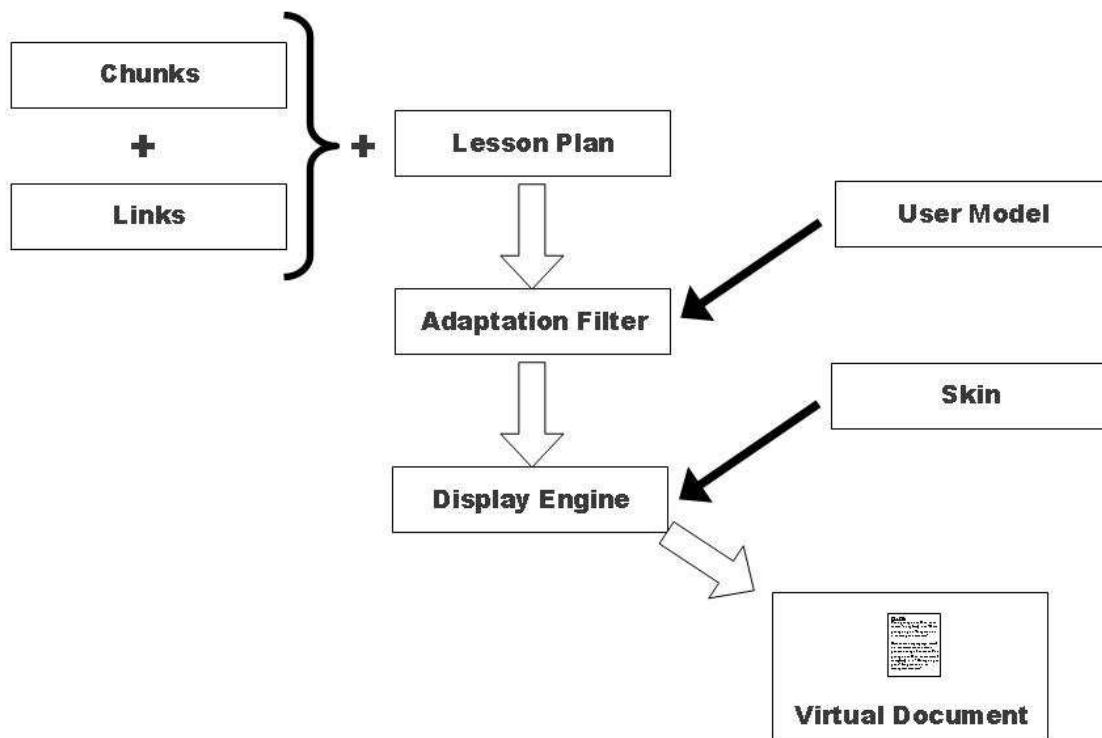 Chunks
+
Links
+
Lesson Plan
User Model
Adaptation Filter
Skin
Display Engine
Virtual Document